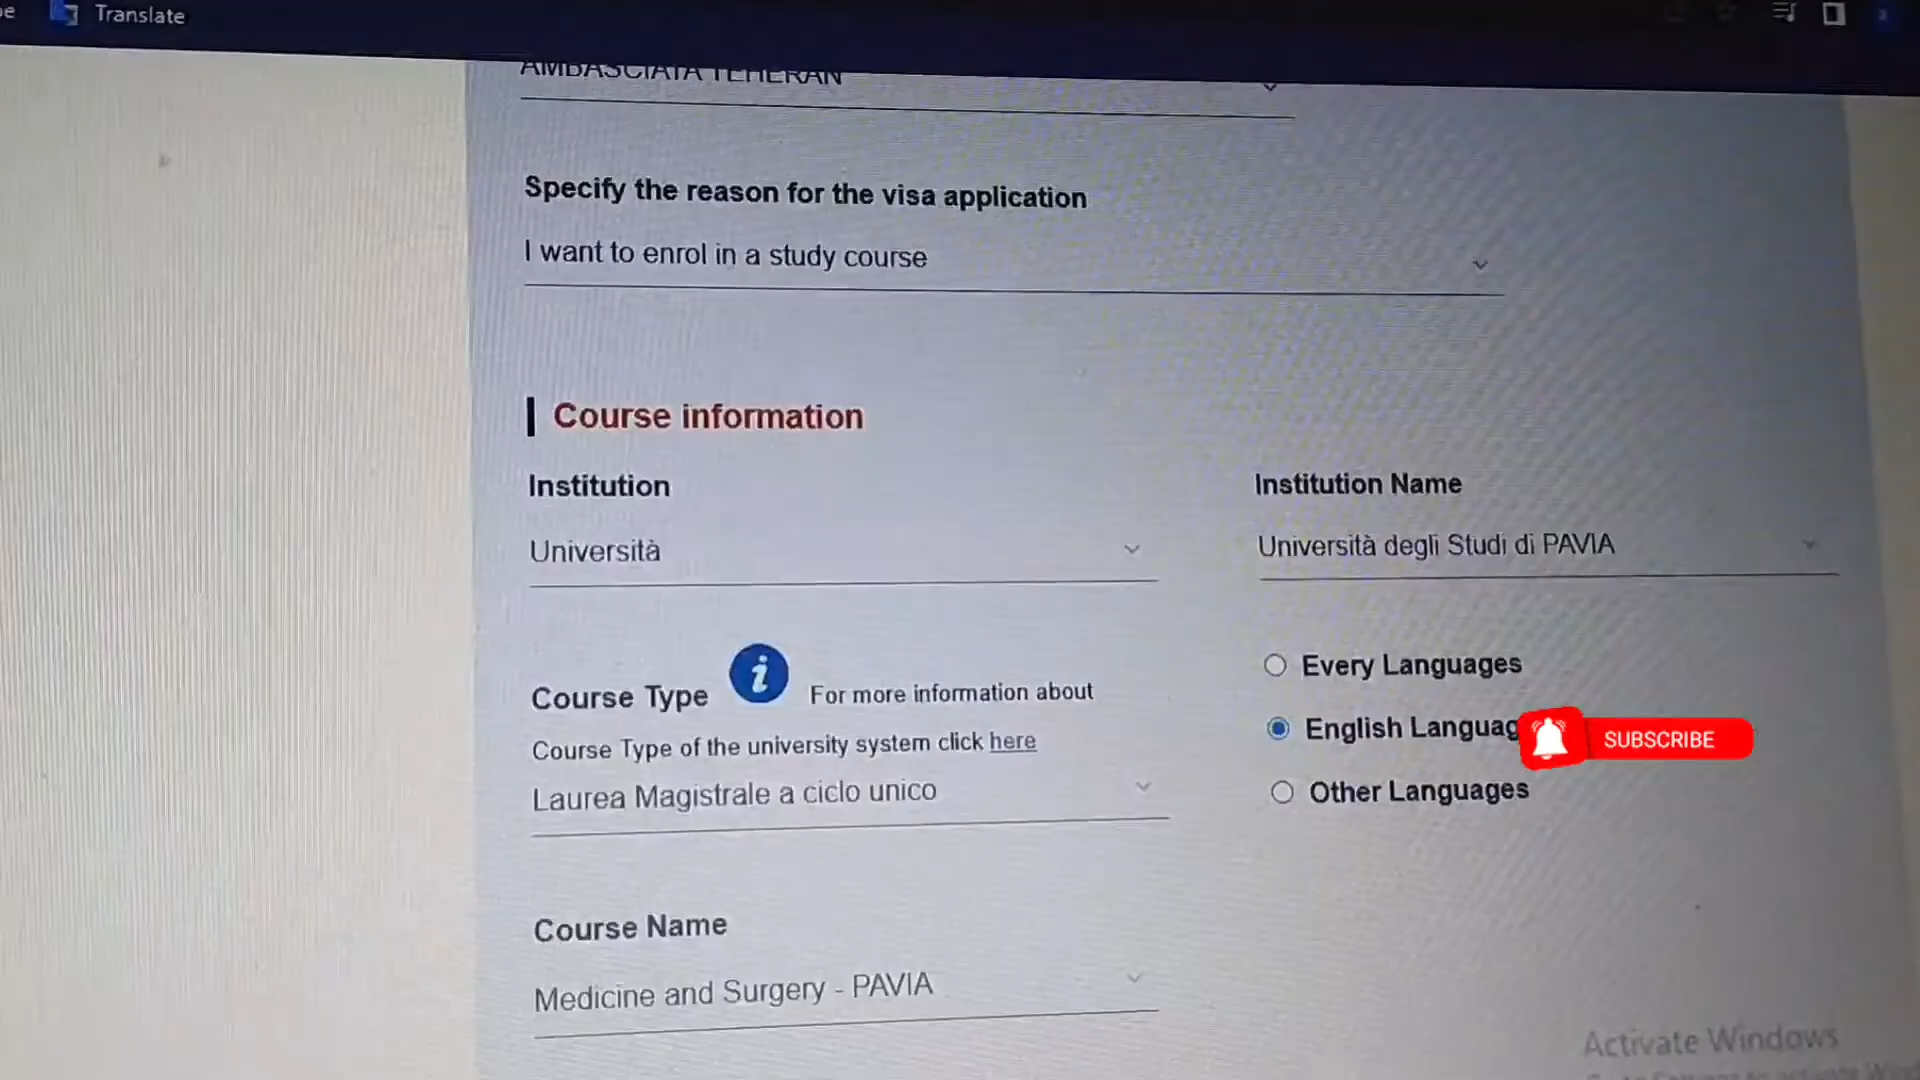 Translate
AMBASCIATA TEHERAN
Specify the reason for the visa application
I want to enrol in a study course
Course information
Institution
Institution Name
Università
Università degli Studi di PAVIA
Course Type
For more information about
Course Type of the university system click here
Laurea Magistrale a ciclo unico
Every Languages
English Languag
SUBSCRIBE
Other Languages
Course Name
Medicine and Surgery - PAVIA
Activate Windows